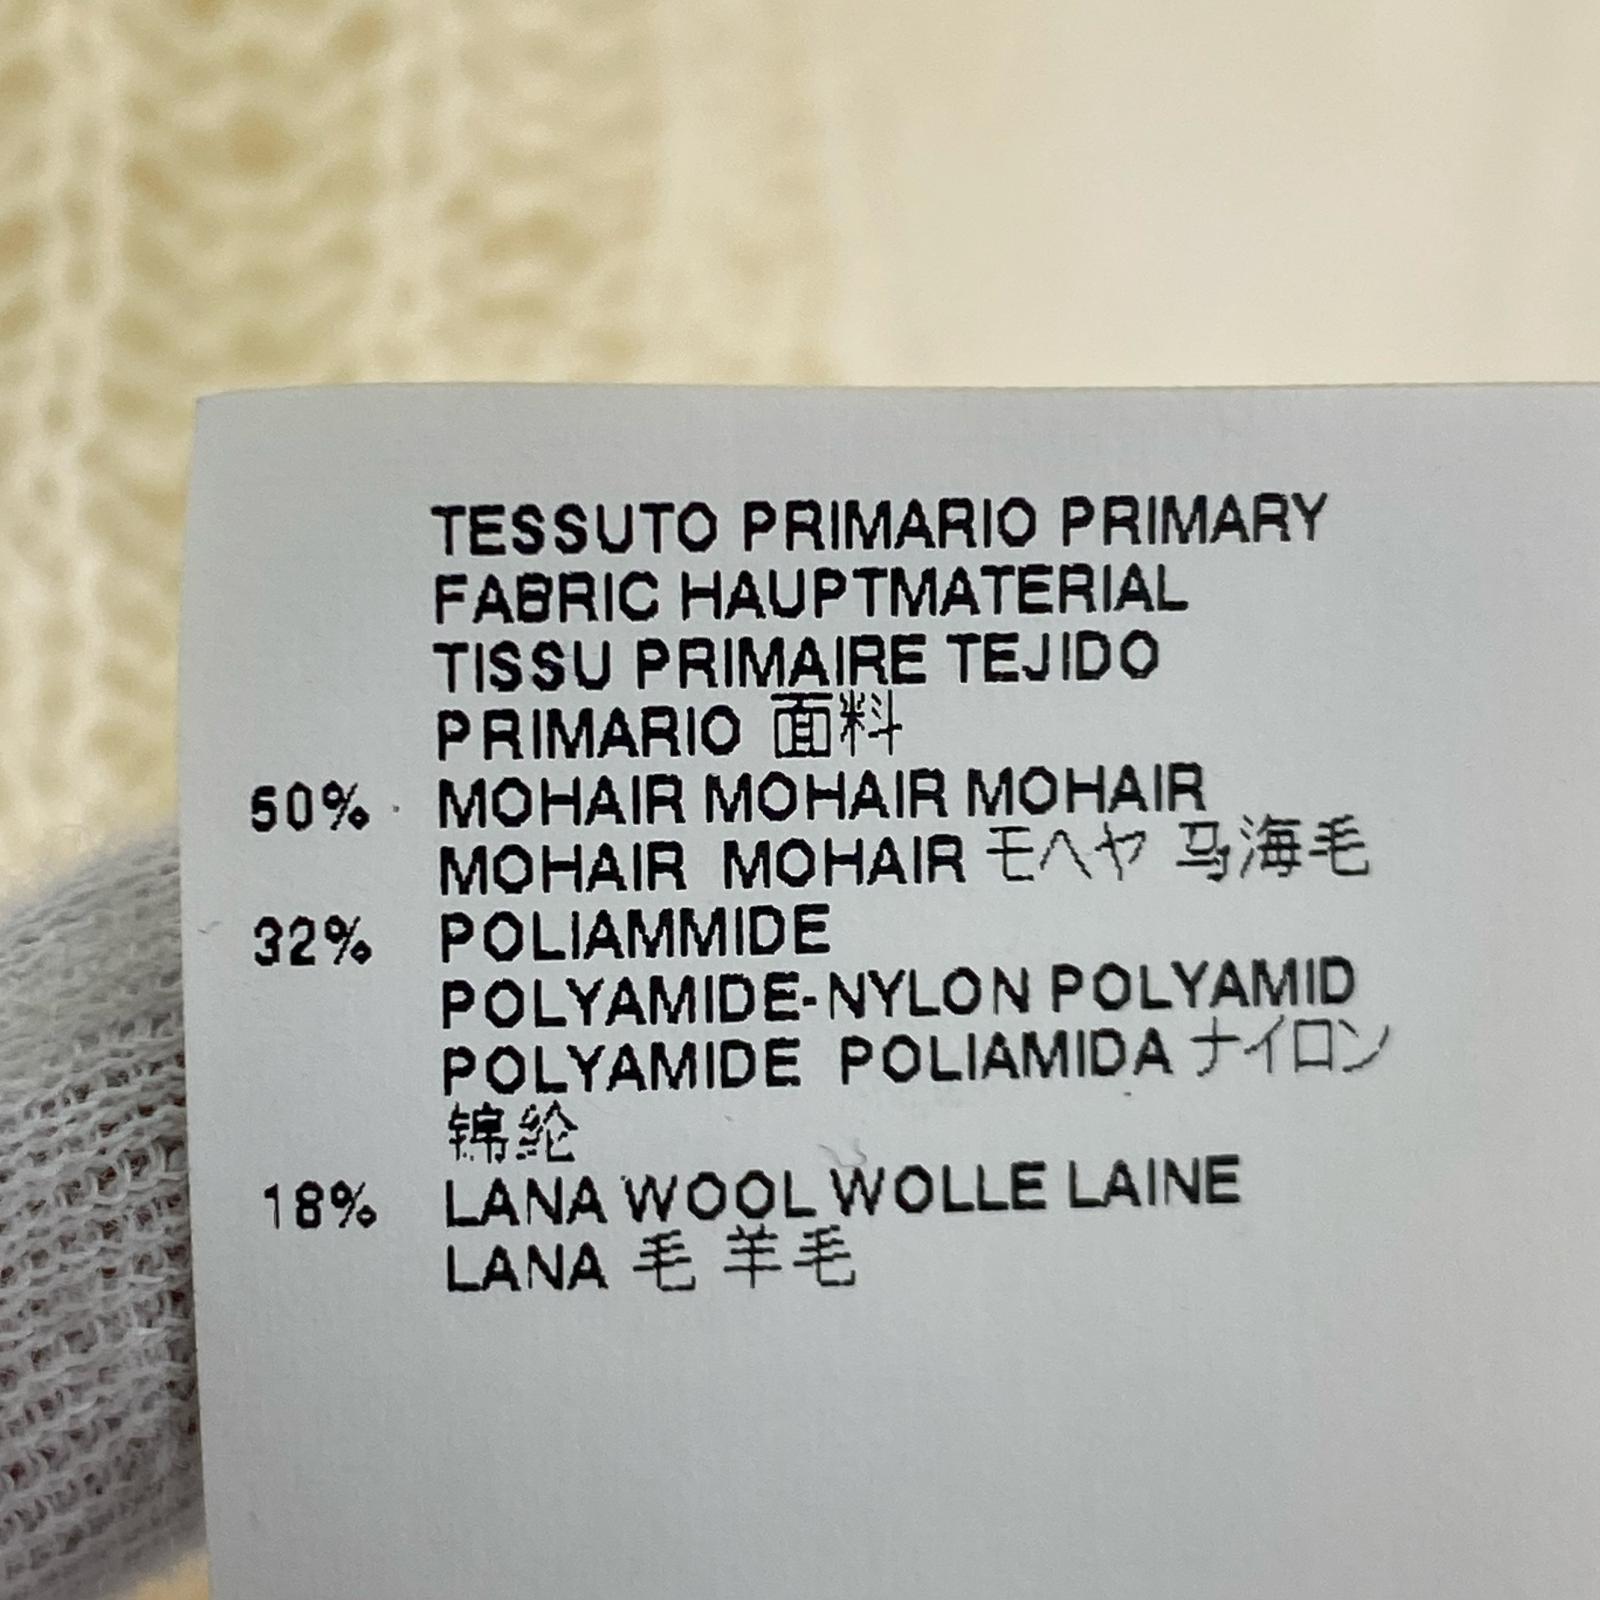 TESSUTO PRIMARIO PRIMARY
FABRIC HAUPTMATERIAL
TISSU PRIMAIRE TEJIDO
PRIMARIO 面料
50% MOHAIR MOHAIR MOHAIR
MOHAIR MOHAIR モヘヤ 马海毛
32% POLIAMMIDE
POLYAMIDE-NYLON POLYAMID
POLYAMIDE POLIAMIDA ナイロン
锦纶
18% LANA WOOL WOLLE LAINE
LANA 毛 羊毛